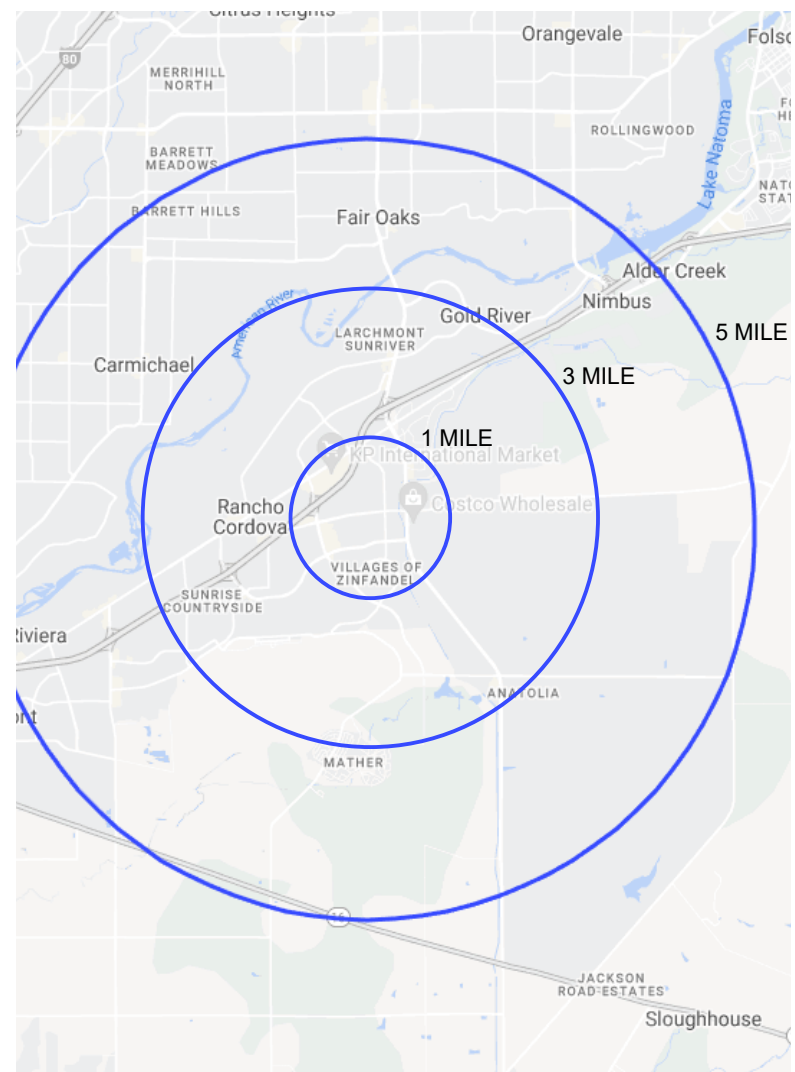 Citrus Heights
Orangevale
80
MERRIHILL
NORTH
ROLLINGWOOD
Lake Natoma
BARRETT
MEADOWS
BARRETT HILLS
Fair Oaks
Alder Creek
Nimbus
American River
Gold River
LARCHMONT
SUNRIVER
5 MILE
Carmichael
3 MILE
1 MILE
KP International Market
Costco Wholesale
Rancho
Cordova
VILLAGES OF
ZINFANDEL
SUNRISE
COUNTRYSIDE
Riviera
ANATOLIA
MATHER
16
JACKSON
ROAD ESTATES
Sloughhouse